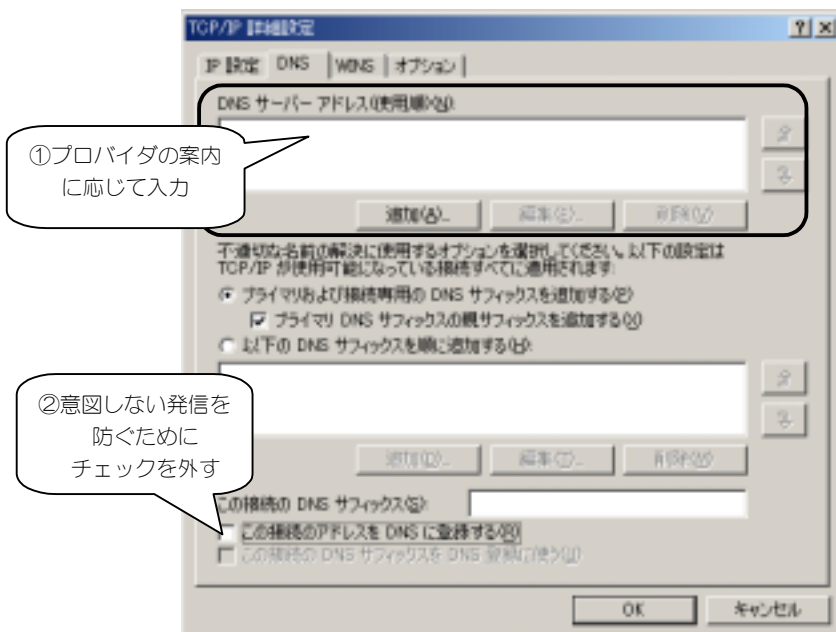 TCP/IP 詳細設定
IP 設定 DNS WINS オプション
DNS サーバー アドレス (使用順)(N):
①プロバイダの案内
に応じて入力
追加(A)... 編集(E)... 削除(V)
不適切な名前の解決に使用するオプションを選択してください。以下の設定は
TCP/IP が使用可能になっている接続すべてに適用されます:
プライマリおよび接続専用の DNS サフィックスを追加する(P)
プライマリ DNS サフィックスの親サフィックスを追加する(X)
以下の DNS サフィックスを順に追加する(H):
②意図しない発信を
防ぐために
チェックを外す
追加(D)... 編集(T)... 削除(M)
この接続の DNS サフィックス(S):
この接続のアドレスを DNS に登録する(R)
この接続の DNS サフィックスを DNS 登録に使う(U)
OK キャンセル